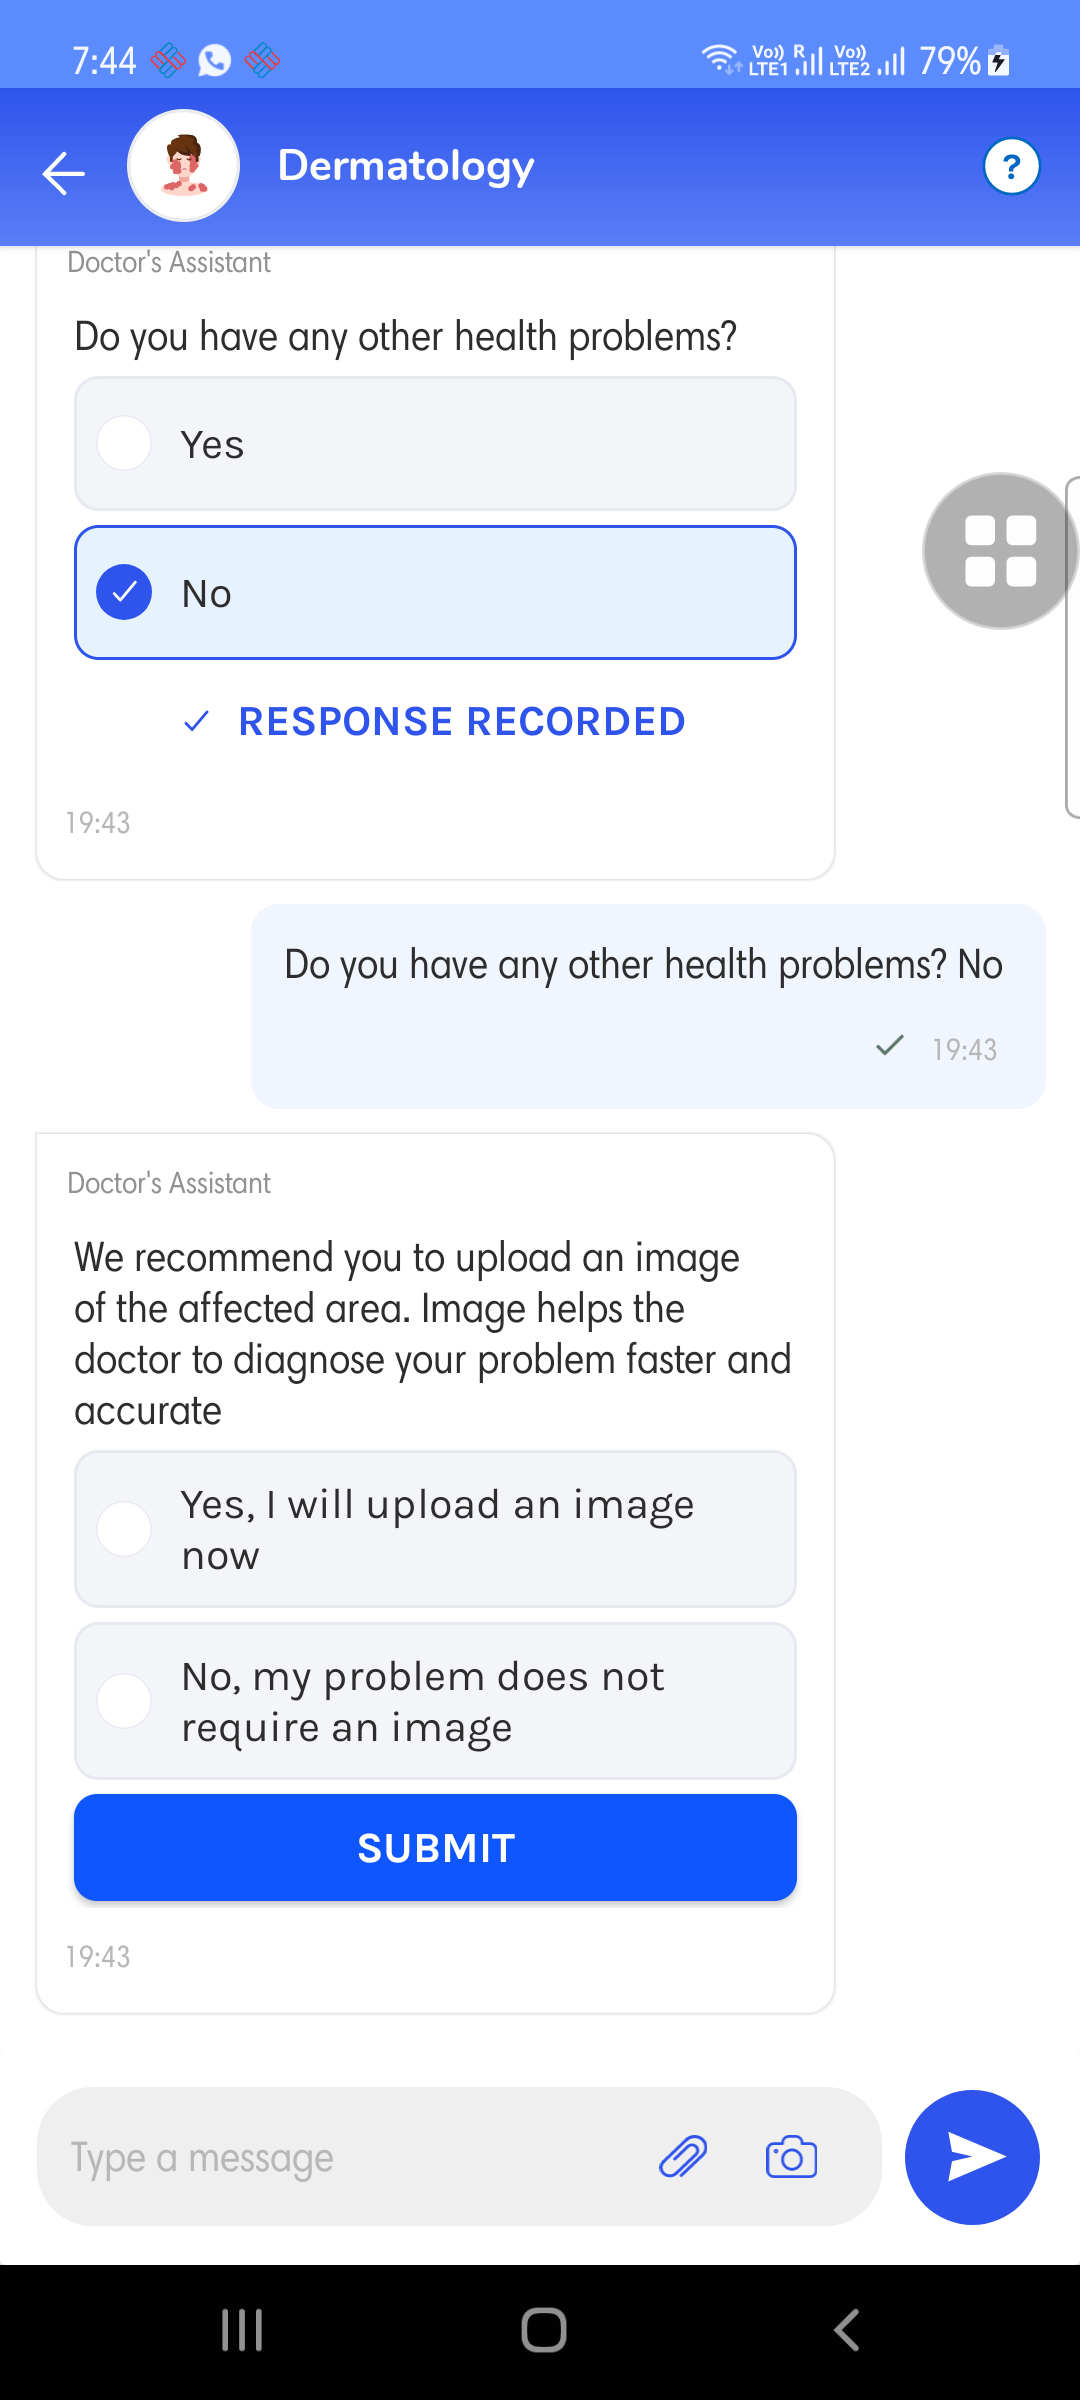 7:44
Vo)) R
LTE1
Vo))
LTE2
79%
Dermatology
?
Doctor's Assistant
Do you have any other health problems?
Yes
No
RESPONSE RECORDED
19:43
Do you have any other health problems? No
19:43
Doctor's Assistant
We recommend you to upload an image
of the affected area. Image helps the
doctor to diagnose your problem faster and
accurate
Yes, I will upload an image
now
No, my problem does not
require an image
SUBMIT
19:43
Type a message